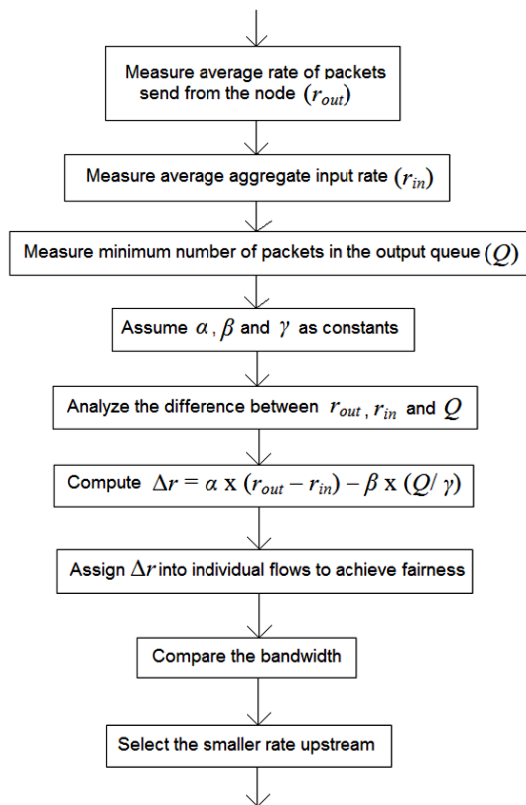 Measure average rate of packets
send from the node (r_out)
Measure average aggregate input rate (r_in)
Measure minimum number of packets in the output queue (Q)
Assume α, β and γ as constants
Analyze the difference between r_out, r_in and Q
Compute Δr = α x (r_out − r_in) − β x (Q/ γ)
Assign Δr into individual flows to achieve fairness
Compare the bandwidth
Select the smaller rate upstream